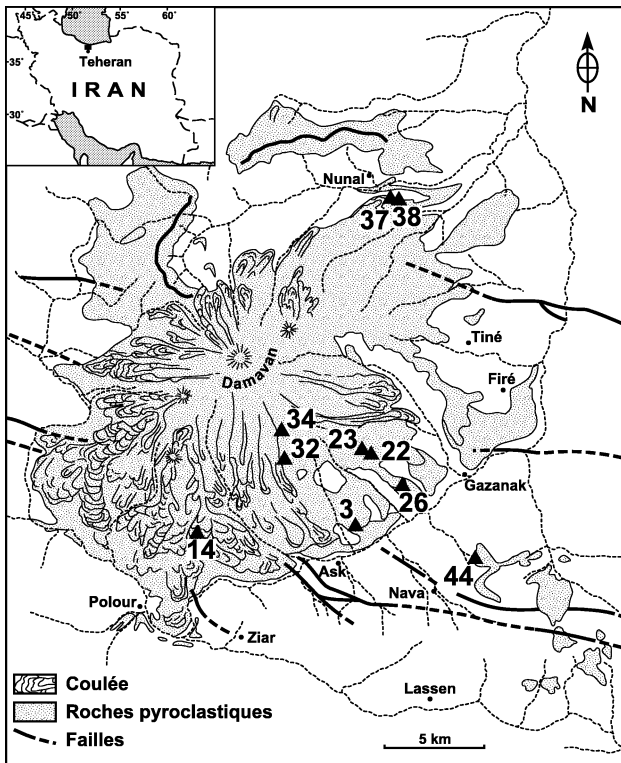 45° 50° 55° 60°
35°
30°
Teheran
IRAN
N
Nunal
37 38
Tiné
Firé
Damavan
34
32
23
22
26
Gazanak
3
14
44
Ask
Nava
Polour
Ziar
Lassen
Coulée
Roches pyroclastiques
Failles
5 km